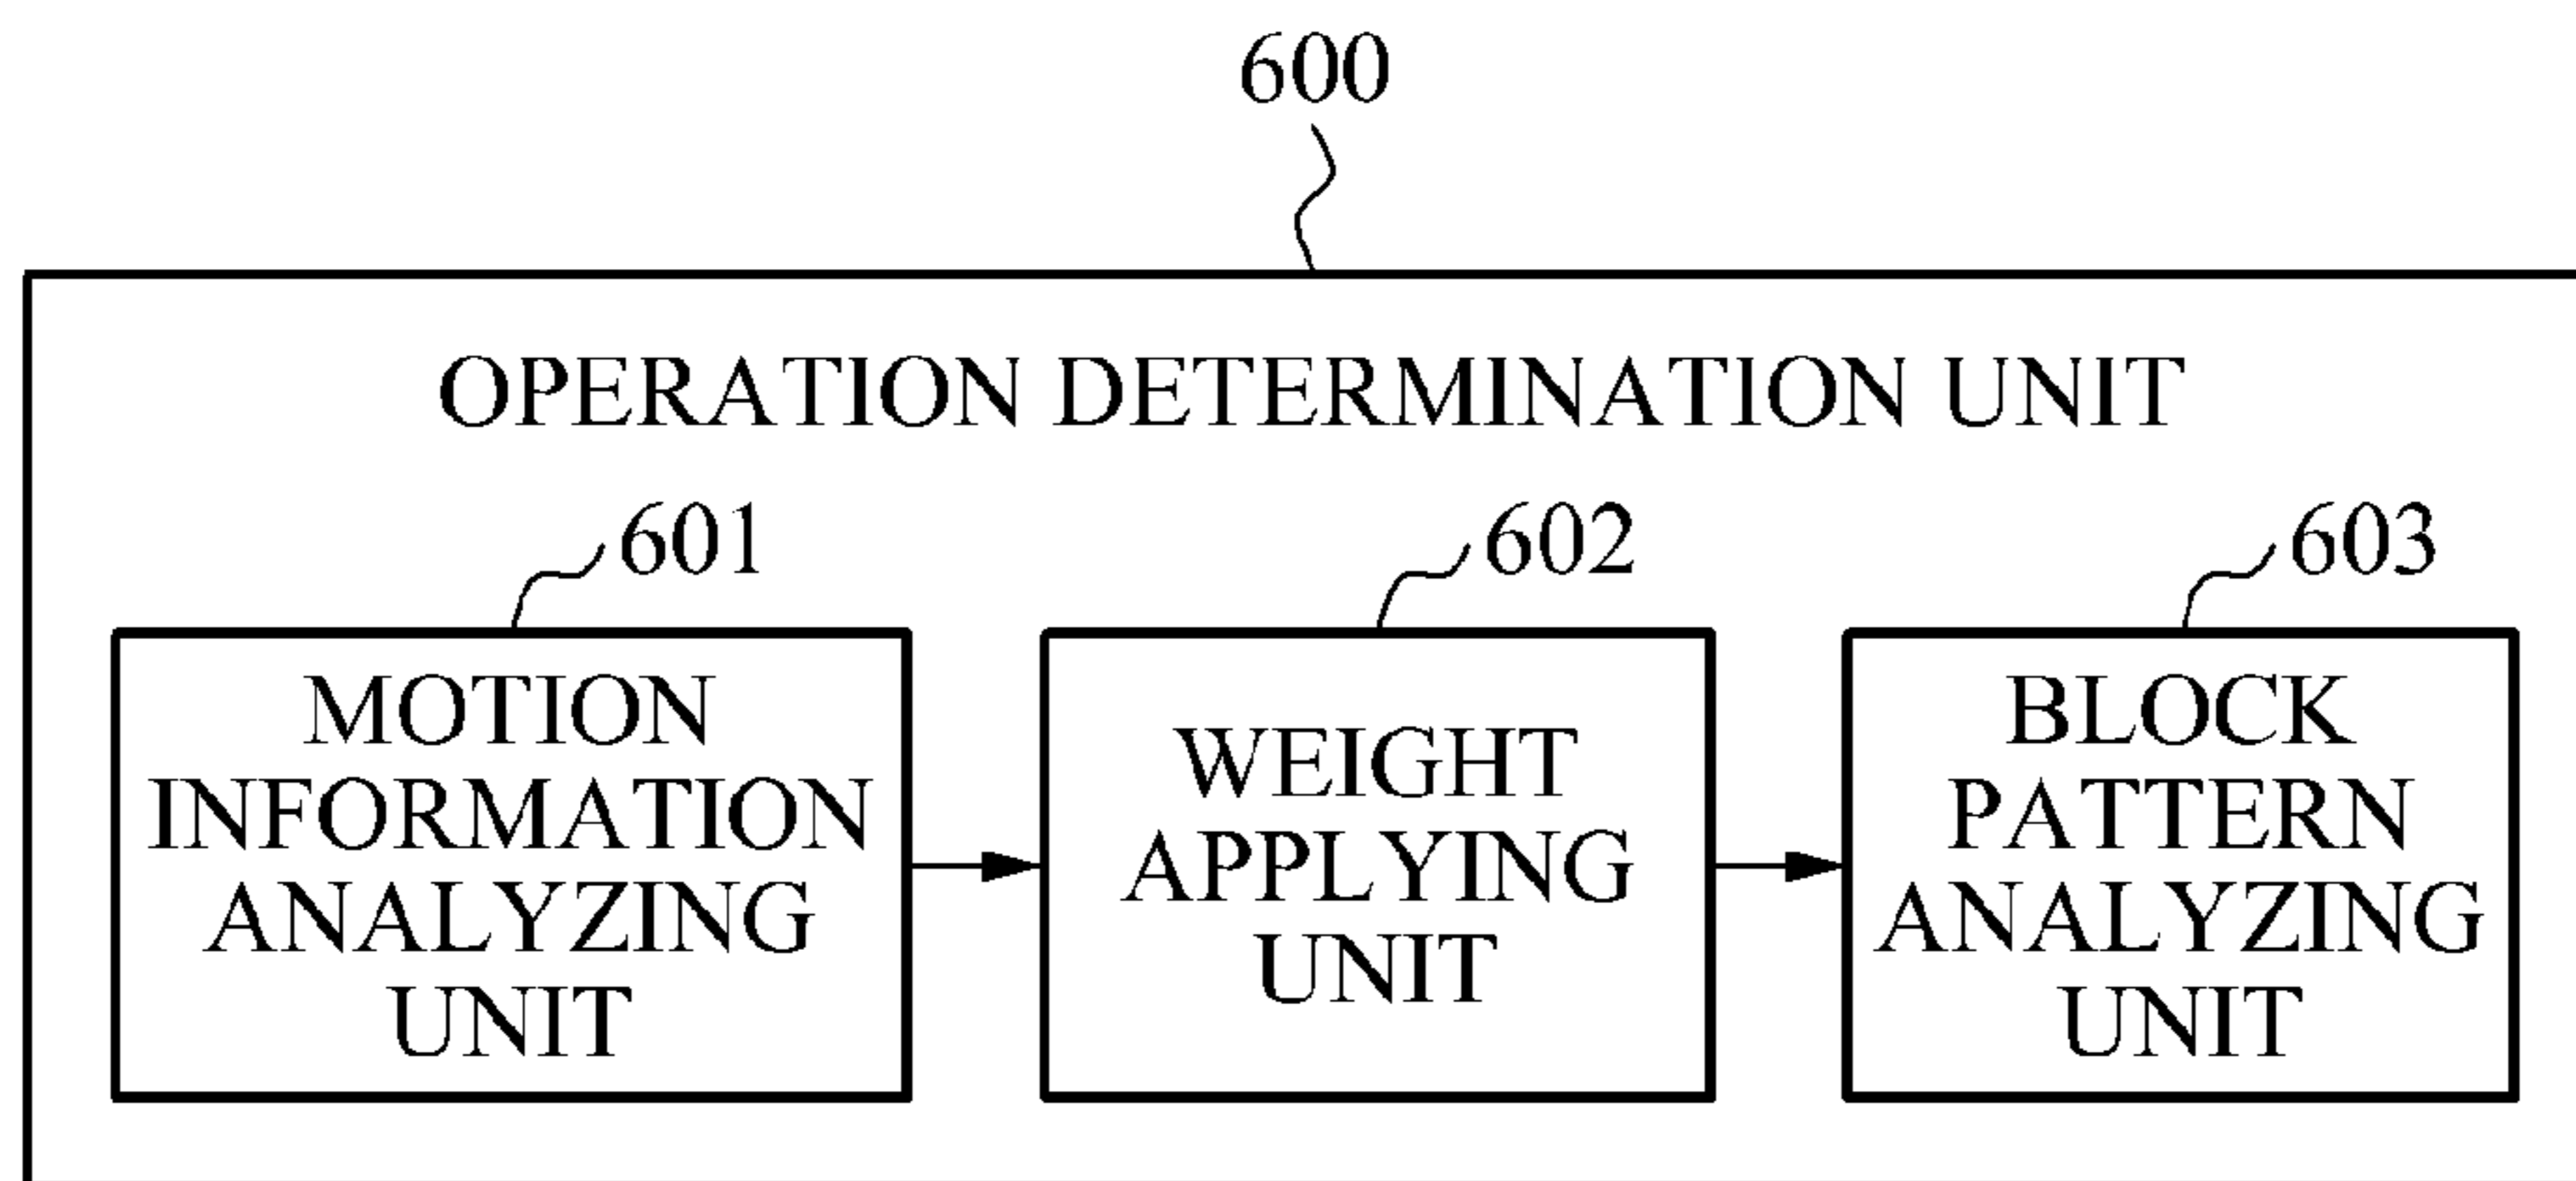 600
OPERATION DETERMINATION UNIT
601
602
603
MOTION
INFORMATION
ANALYZING
UNIT
WEIGHT
APPLYING
UNIT
BLOCK
PATTERN
ANALYZING
UNIT